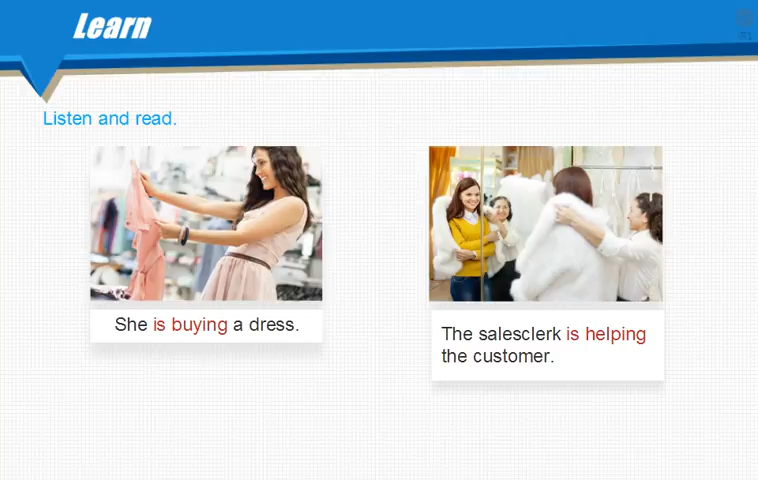 Learn
Listen and read.
She is buying a dress.
The salesclerk is helping
the customer.